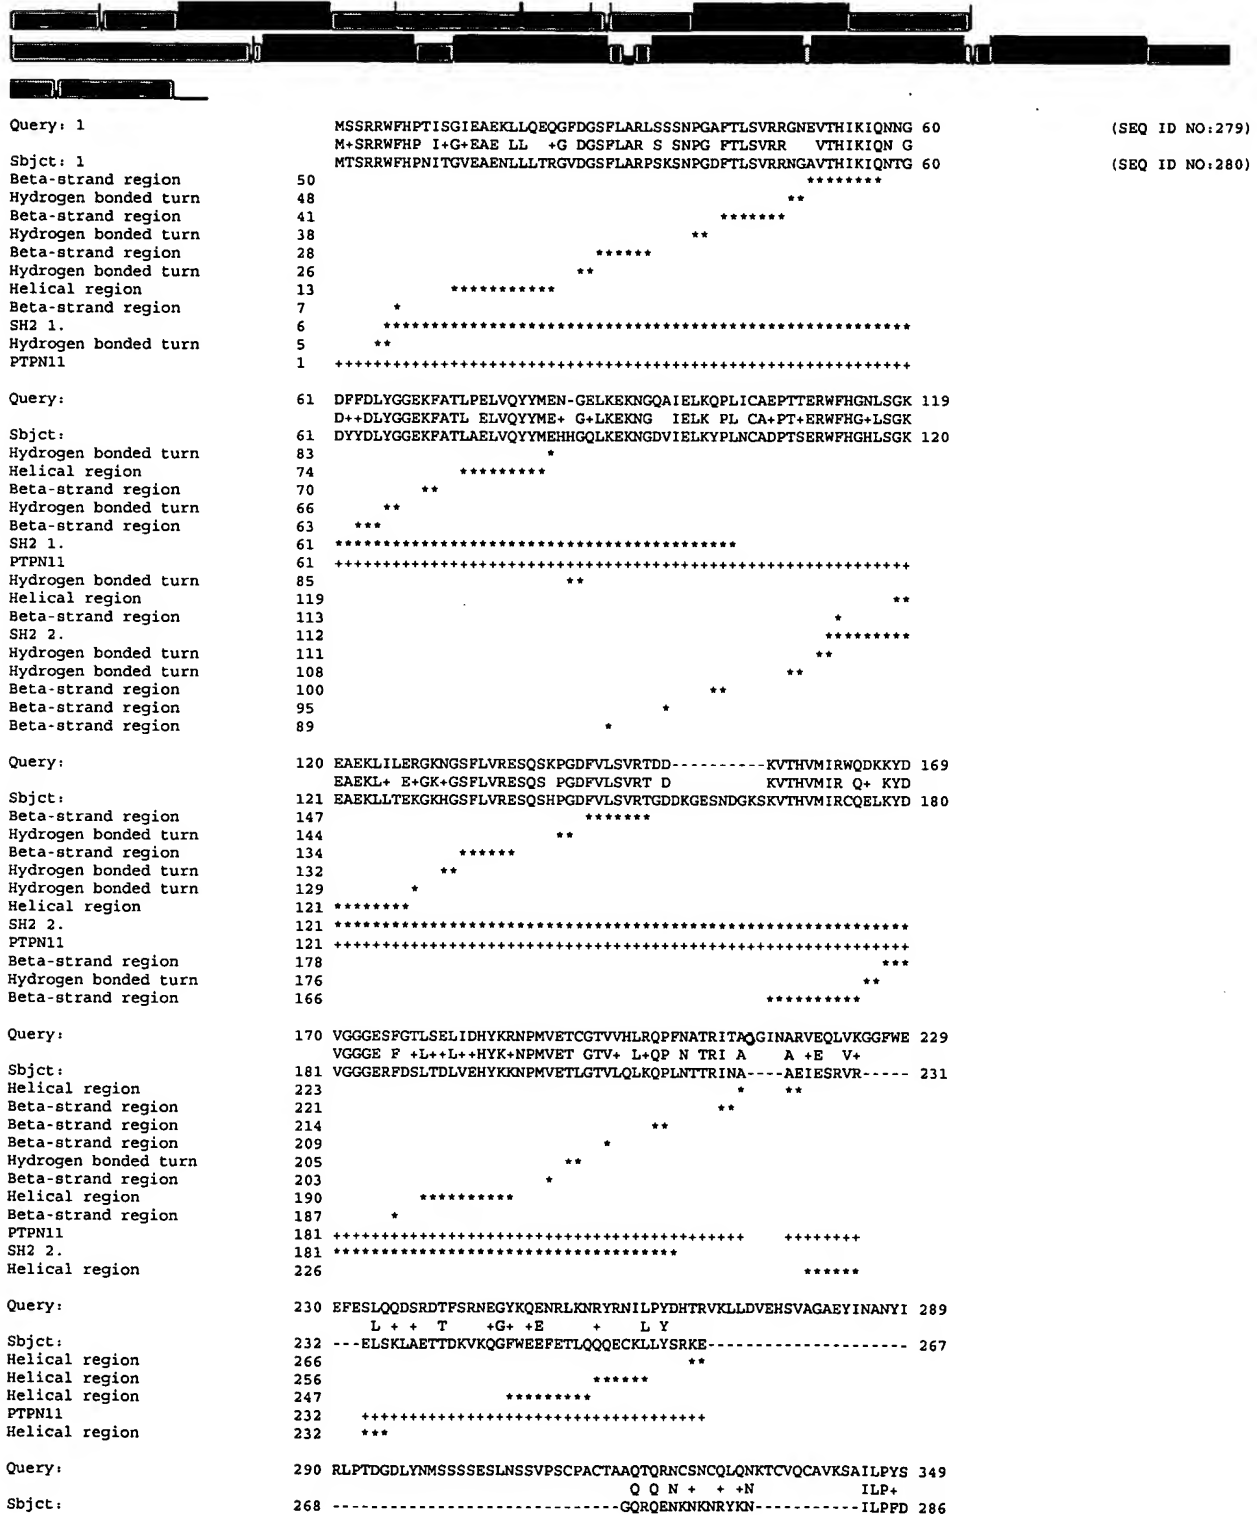 Query: 1 MSSRRWFHPTISGIEAEKLLQEQGFDGSFLARLSSSNPGAFTLSVRRGNEVTHIKIQNNG 60 (SEQ ID NO:279)
M+SRRWFHP I+G+EAE LL +G DGSFLAR S SNPG FTLSVRR VTHIKIQN G
Sbjct: 1 MTSRRWFHPNITGVEAENLLLTRGVDGSFLARPSKSNPGDFTLSVRRNGAVTHIKIQNTG 60 (SEQ ID NO:280)
Beta-strand region 50 ********
Hydrogen bonded turn 48 **
Beta-strand region 41 *******
Hydrogen bonded turn 38 **
Beta-strand region 28 ******
Hydrogen bonded turn 26 **
Helical region 13 ***********
Beta-strand region 7 *
SH2 1. 6 *******************************************************
Hydrogen bonded turn 5 **
PTPN11 1 ++++++++++++++++++++++++++++++++++++++++++++++++++++++++++++
Query: 61 DFFDLYGGEKFATLPELVQYYMEN-GELKEKNGQAIELKQPLICAEPTTERWFHGNLSGK 119
D++DLYGGEKFATL ELVQYYME+ G+LKEKNG IELK PL CA+PT+ERWFHG+LSGK
Sbjct: 61 DYYDLYGGEKFATLAELVQYYMEHHGQLKEKNGDVIELKYPLNCADPTSERWFHGHLSGK 120
Hydrogen bonded turn 83 *
Helical region 74 *********
Beta-strand region 70 **
Hydrogen bonded turn 66 **
Beta-strand region 63 ***
SH2 1. 61 ******************************************
PTPN11 61 ++++++++++++++++++++++++++++++++++++++++++++++++++++++++++++
Hydrogen bonded turn 85 **
Helical region 119 **
Beta-strand region 113 *
SH2 2. 112 *********
Hydrogen bonded turn 111 **
Hydrogen bonded turn 108 **
Beta-strand region 100 **
Beta-strand region 95 *
Beta-strand region 89 *
Query: 120 EAEKLILERGKNGSFLVRESQSKPGDFVLSVRTDD----------KVTHVMIRWQDKKYD 169
EAEKL+ E+GK+GSFLVRESQS PGDFVLSVRT D KVTHVMIR Q+ KYD
Sbjct: 121 EAEKLLTEKGKHGSFLVRESQSHPGDFVLSVRTGDDKGESNDGKSKVTHVMIRCQELKYD 180
Beta-strand region 147 *******
Hydrogen bonded turn 144 **
Beta-strand region 134 ******
Hydrogen bonded turn 132 **
Hydrogen bonded turn 129 *
Helical region 121 ********
SH2 2. 121 ************************************************************
PTPN11 121 ++++++++++++++++++++++++++++++++++++++++++++++++++++++++++++
Beta-strand region 178 ***
Hydrogen bonded turn 176 **
Beta-strand region 166 **********
Query: 170 VGGGESFGTLSELIDHYKRNPMVETCGTVVHLRQPFNATRITAQGINARVEQLVKGGFWE 229
VGGGE F +L++L++HYK+NPMVET GTV+ L+QP N TRI A A +E V+
Sbjct: 181 VGGGERFDSLTDLVEHYKKNPMVETLGTVLQLKQPLNTTRINA----AEIESRVR----- 231
Helical region 223 * **
Beta-strand region 221 **
Beta-strand region 214 **
Beta-strand region 209 *
Hydrogen bonded turn 205 **
Beta-strand region 203 *
Helical region 190 **********
Beta-strand region 187 *
PTPN11 181 +++++++++++++++++++++++++++++++++++++++++++ ++++++++
SH2 2. 181 ************************************
Helical region 226 ******
Query: 230 EFESLQQDSRDTFSRNEGYKQENRLKNRYRNILPYDHTRVKLLDVEHSVAGAEYINANYI 289
L + + T +G+ +E + L Y
Sbjct: 232 ---ELSKLAETTDKVKQGFWEEFETLQQQECKLLYSRKE--------------------- 267
Helical region 266 **
Helical region 256 ******
Helical region 247 *********
PTPN11 232 ++++++++++++++++++++++++++++++++++++
Helical region 232 ***
Query: 290 RLPTDGDLYNMSSSSESLNSSVPSCPACTAAQTQRNCSNCQLQNKTCVQCAVKSAILPYS 349
Q Q N + + +N ILP+
Sbjct: 268 ------------------------------GQRQENKNKNRYKN-----------ILPFD 286